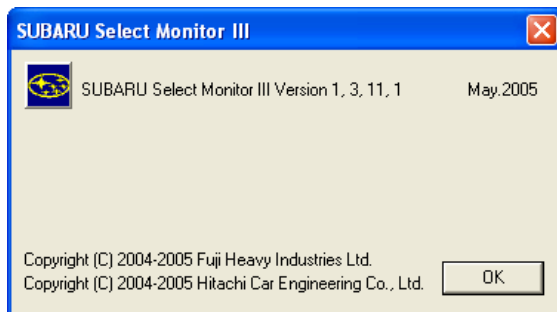 SUBARU Select Monitor III
SUBARU Select Monitor III Version 1, 3, 11, 1 May.2005
Copyright (C) 2004-2005 Fuji Heavy Industries Ltd.
Copyright (C) 2004-2005 Hitachi Car Engineering Co., Ltd.
OK